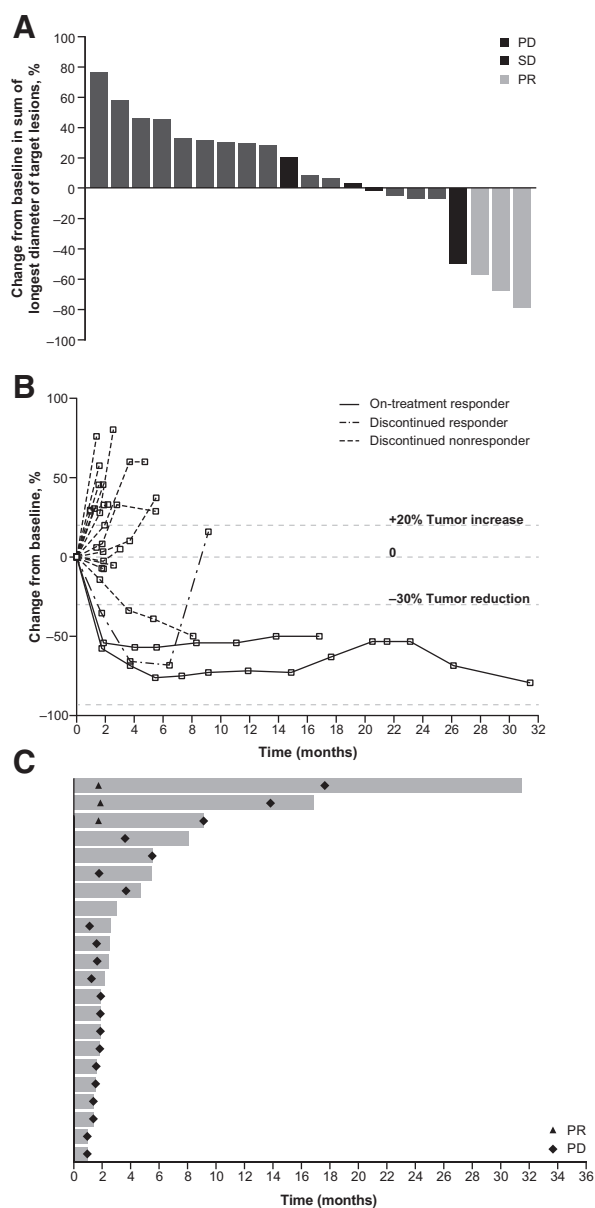 A
Change from baseline in sum of
longest diameter of target lesions, %
100
80
60
40
20
0
–20
–40
–60
–80
–100
PD
SD
PR
B
Change from baseline, %
100
50
0
–50
–100
On-treatment responder
Discontinued responder
Discontinued nonresponder
+20% Tumor increase
0
–30% Tumor reduction
0 2 4 6 8 10 12 14 16 18 20 22 24 26 28 30 32
Time (months)
C
PR
PD
0 2 4 6 8 10 12 14 16 18 20 22 24 26 28 30 32 34 36
Time (months)